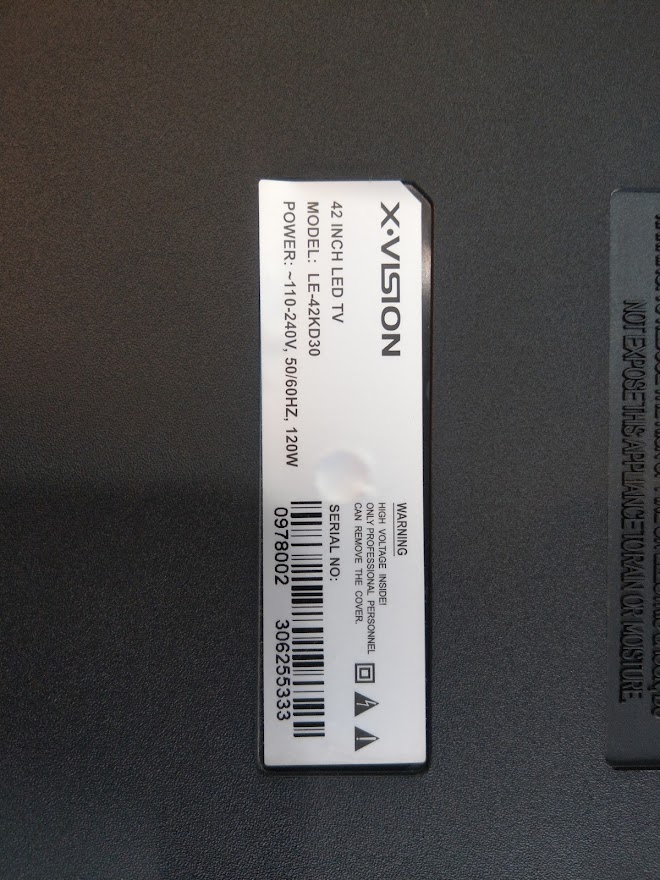 X·VISION
42 INCH LED TV
MODEL: LE-42KD30
POWER: ~110-240V, 50/60HZ, 120W
WARNING
HIGH VOLTAGE INSIDE!
ONLY PROFESSIONAL PERSONNEL
CAN REMOVE THE COVER.
SERIAL NO:
0978002 306255333
NOT EXPOSE THIS APPLIANCE TO RAIN OR MOISTURE